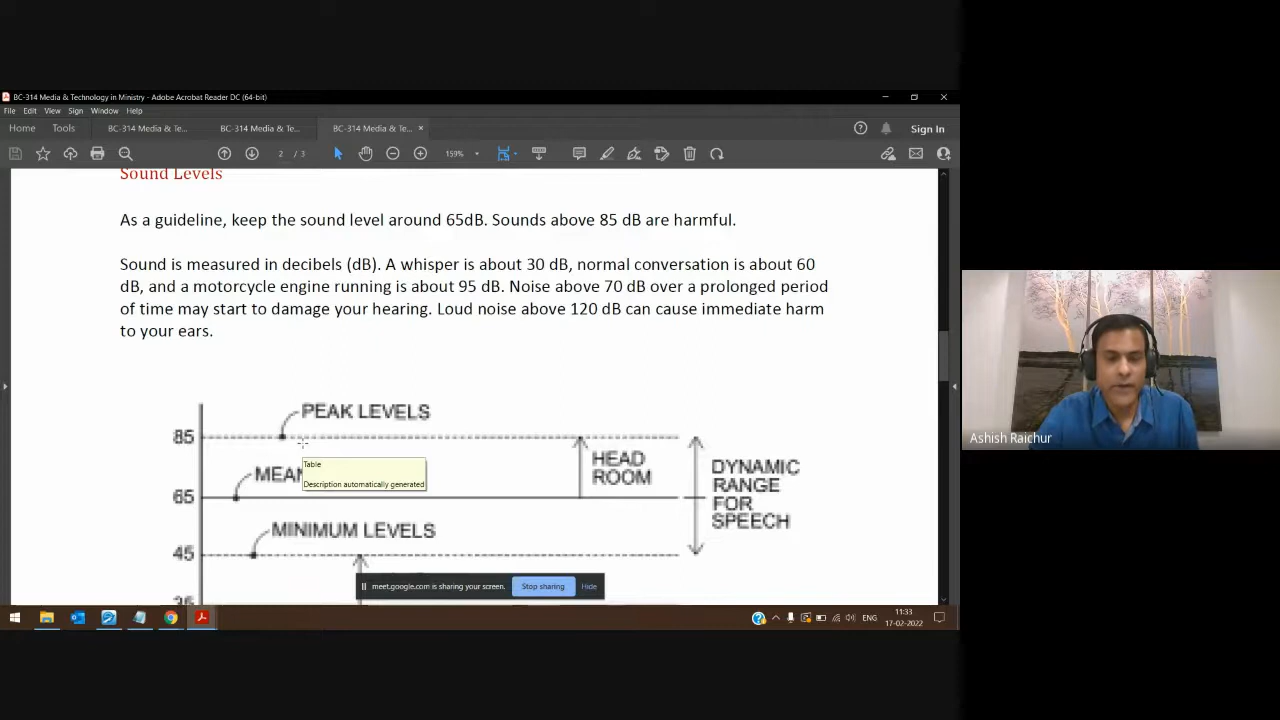 BC-314 Media & Technology in Ministry - Adobe Acrobat Reader DC (64-bit)
File Edit View Sign Window Help
Home Tools BC-314 Media & Te... BC-314 Media & Te... BC-314 Media & Te... ×
Sign In
2 / 3 159%
Sound Levels
As a guideline, keep the sound level around 65dB. Sounds above 85 dB are harmful.
Sound is measured in decibels (dB). A whisper is about 30 dB, normal conversation is about 60
dB, and a motorcycle engine running is about 95 dB. Noise above 70 dB over a prolonged period
of time may start to damage your hearing. Loud noise above 120 dB can cause immediate harm
to your ears.
PEAK LEVELS
85
HEAD
ROOM
DYNAMIC
RANGE
FOR
SPEECH
Table
Description automatically generated
65
MINIMUM LEVELS
45
meet.google.com is sharing your screen. Stop sharing Hide
ENG
11:33
17-02-2022
Ashish Raichur